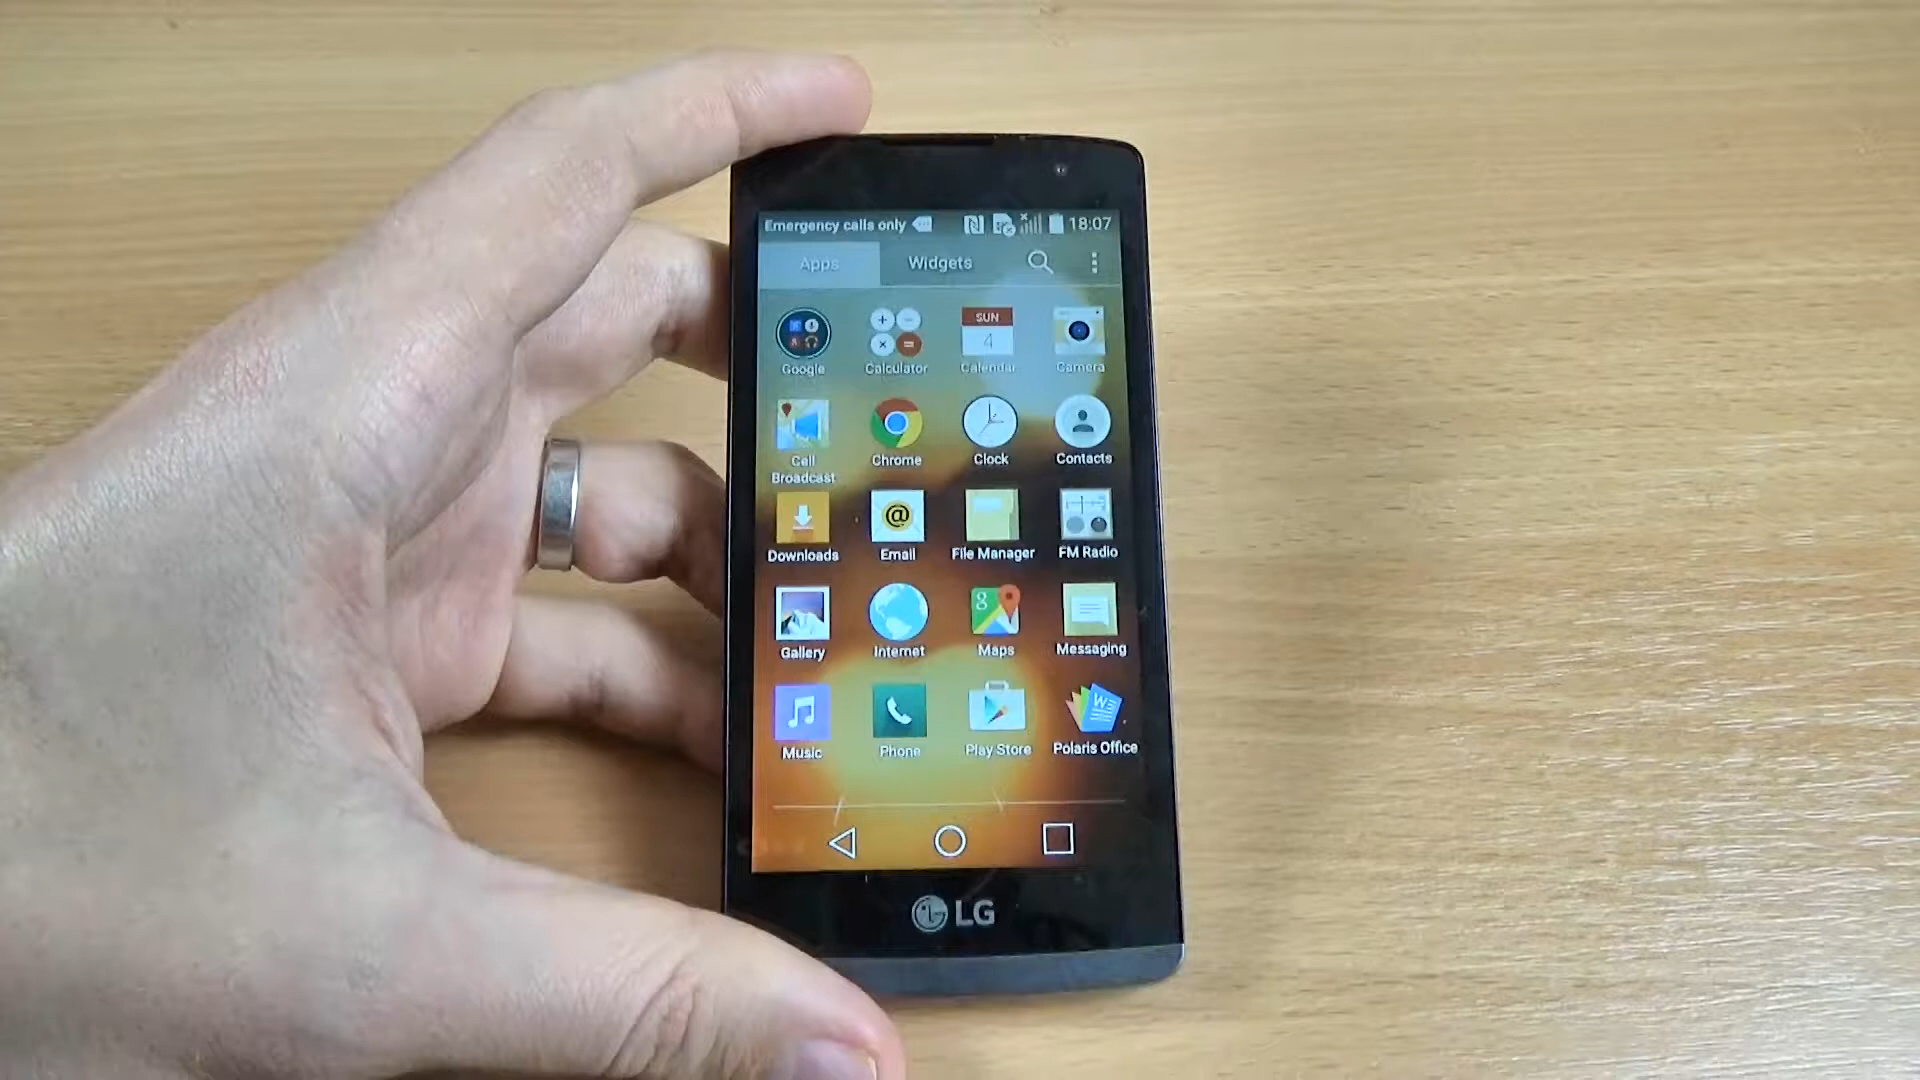 Emergency calls only 18:07
Apps Widgets
SUN
4
Google Calculator Calendar Camera
Cell Broadcast Chrome Clock Contacts
@
Downloads Email File Manager FM Radio
8
Gallery Internet Maps Messaging
W
Music Phone Play Store Polaris Office
LG